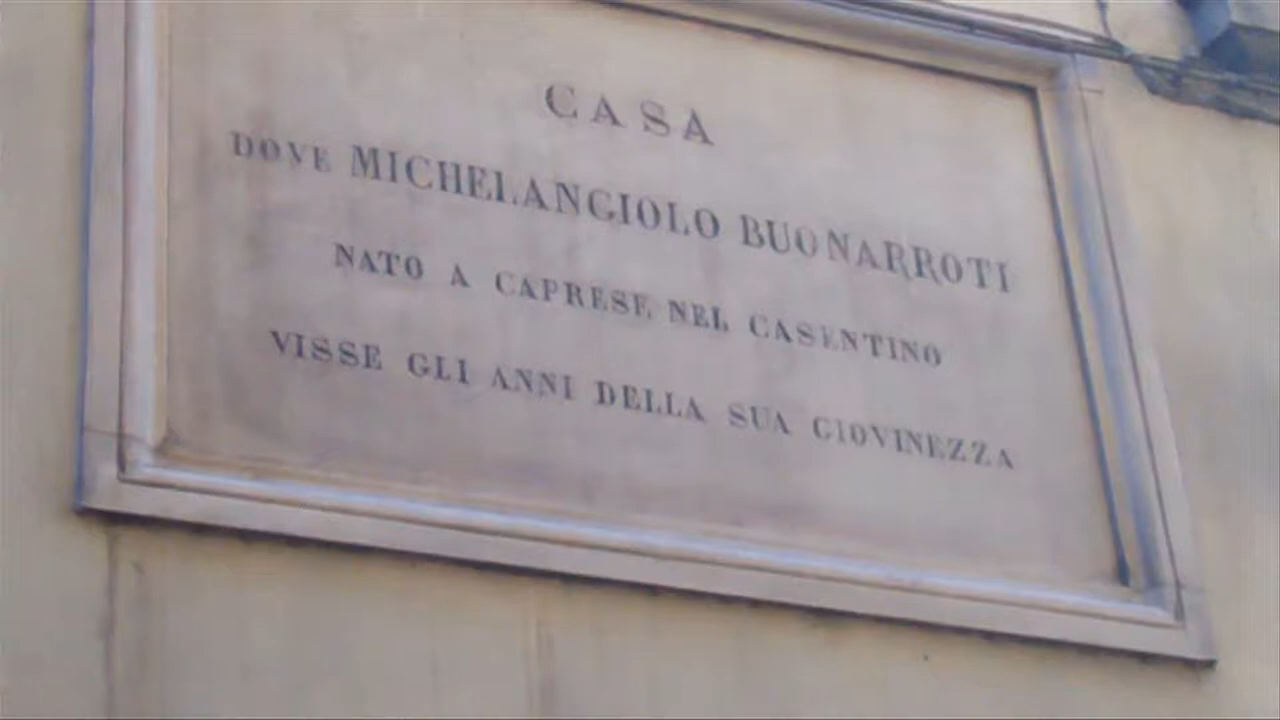 CASA
DOVE MICHELANGIOLO BUONARROTI
NATO A CAPRESE NEL CASENTINO
VISSE GLI ANNI DELLA SUA GIOVINEZZA